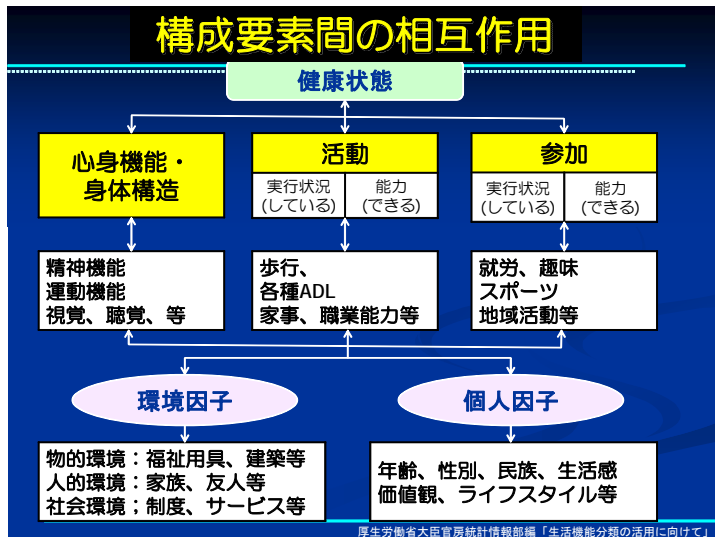 構成要素間の相互作用
健康状態
心身機能・
身体構造
活動
実行状況
(している)
能力
(できる)
参加
実行状況
(している)
能力
(できる)
精神機能
運動機能
視覚、聴覚、等
歩行、
各種ADL
家事、職業能力等
就労、趣味
スポーツ
地域活動等
環境因子
個人因子
物的環境：福祉用具、建築等
人的環境：家族、友人等
社会環境；制度、サービス等
年齢、性別、民族、生活感
価値観、ライフスタイル等
厚生労働省大臣官房統計情報部編「生活機能分類の活用に向けて」